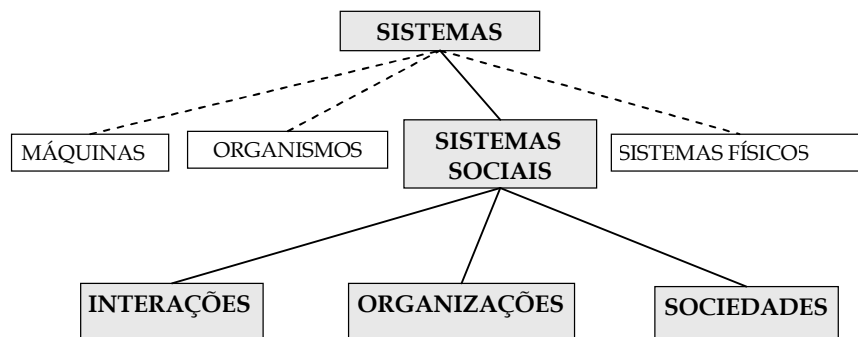 SISTEMAS
MÁQUINAS
ORGANISMOS
SISTEMAS
SOCIAIS
SISTEMAS FÍSICOS
INTERAÇÕES
ORGANIZAÇÕES
SOCIEDADES